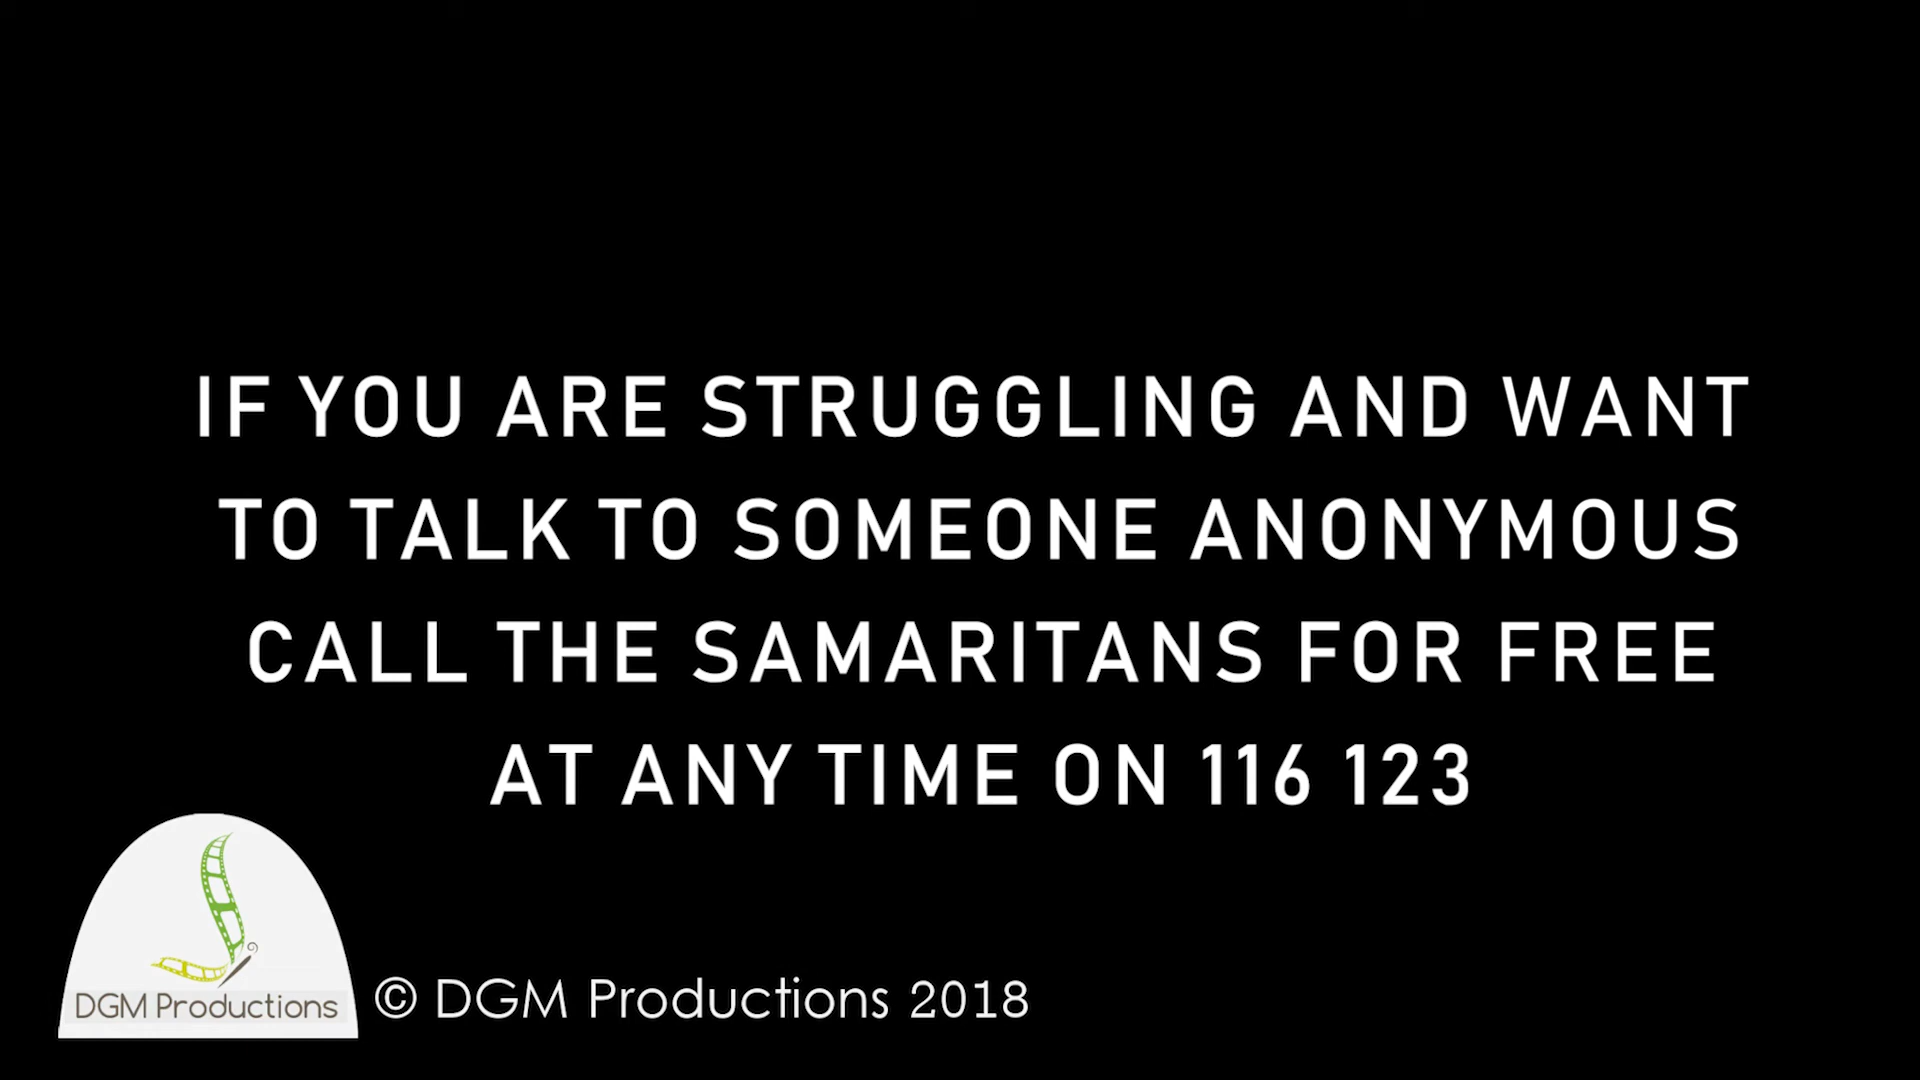 IF YOU ARE STRUGGLING AND WANT
TO TALK TO SOMEONE ANONYMOUS
CALL THE SAMARITANS FOR FREE
AT ANY TIME ON 116 123
DGM Productions
© DGM Productions 2018